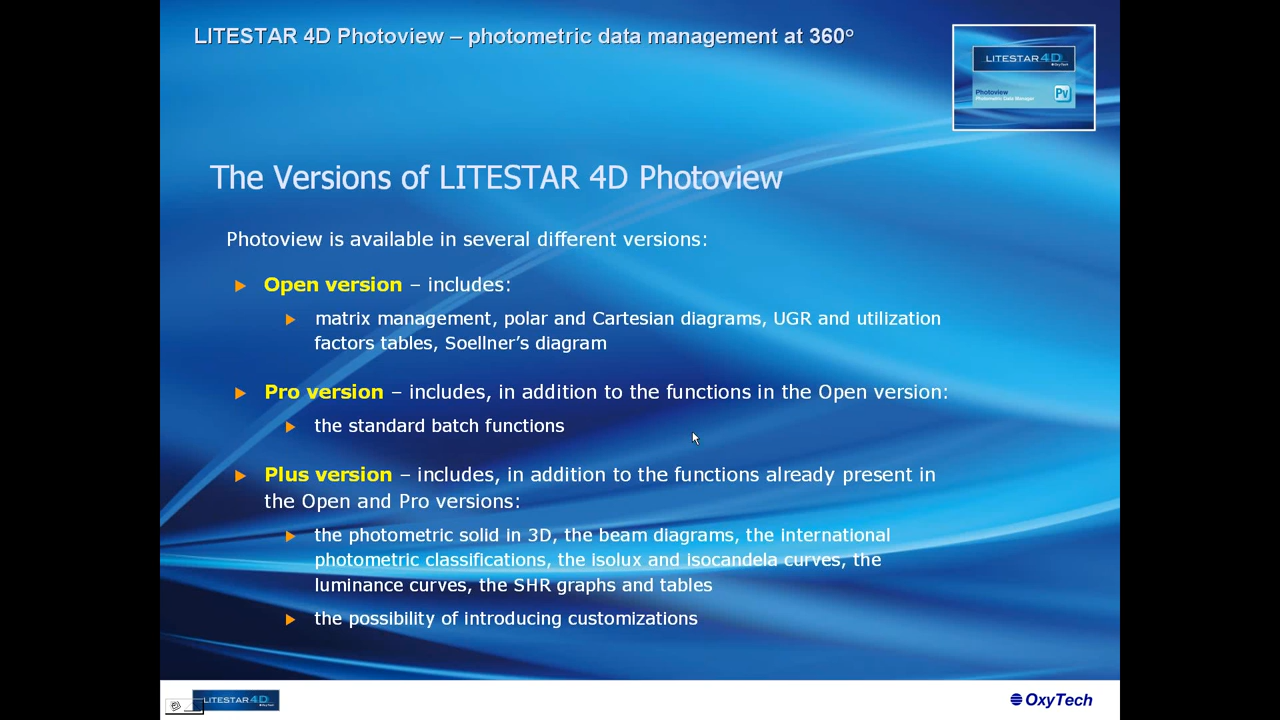 LITESTAR 4D Photoview – photometric data management at 360°
LITESTAR 4D
OxyTech
Photoview
Photometric Data Manager
Pv
The Versions of LITESTAR 4D Photoview
Photoview is available in several different versions:
Open version – includes:
matrix management, polar and Cartesian diagrams, UGR and utilization
factors tables, Soellner’s diagram
Pro version – includes, in addition to the functions in the Open version:
the standard batch functions
Plus version – includes, in addition to the functions already present in
the Open and Pro versions:
the photometric solid in 3D, the beam diagrams, the international
photometric classifications, the isolux and isocandela curves, the
luminance curves, the SHR graphs and tables
the possibility of introducing customizations
LITESTAR 4D
OxyTech